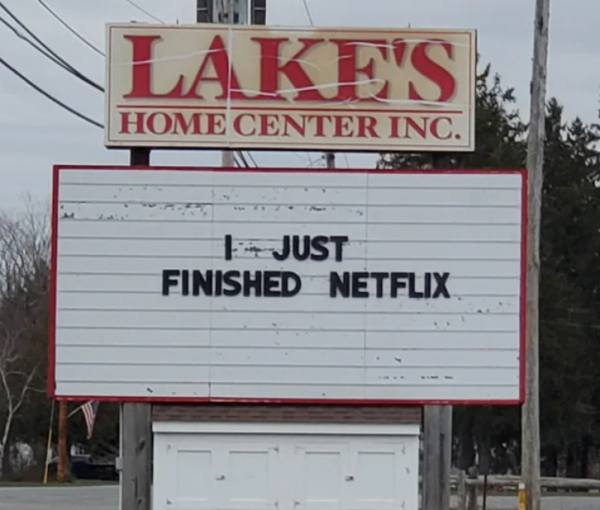 LAKE'S
HOME CENTER INC.
I JUST
FINISHED NETFLIX